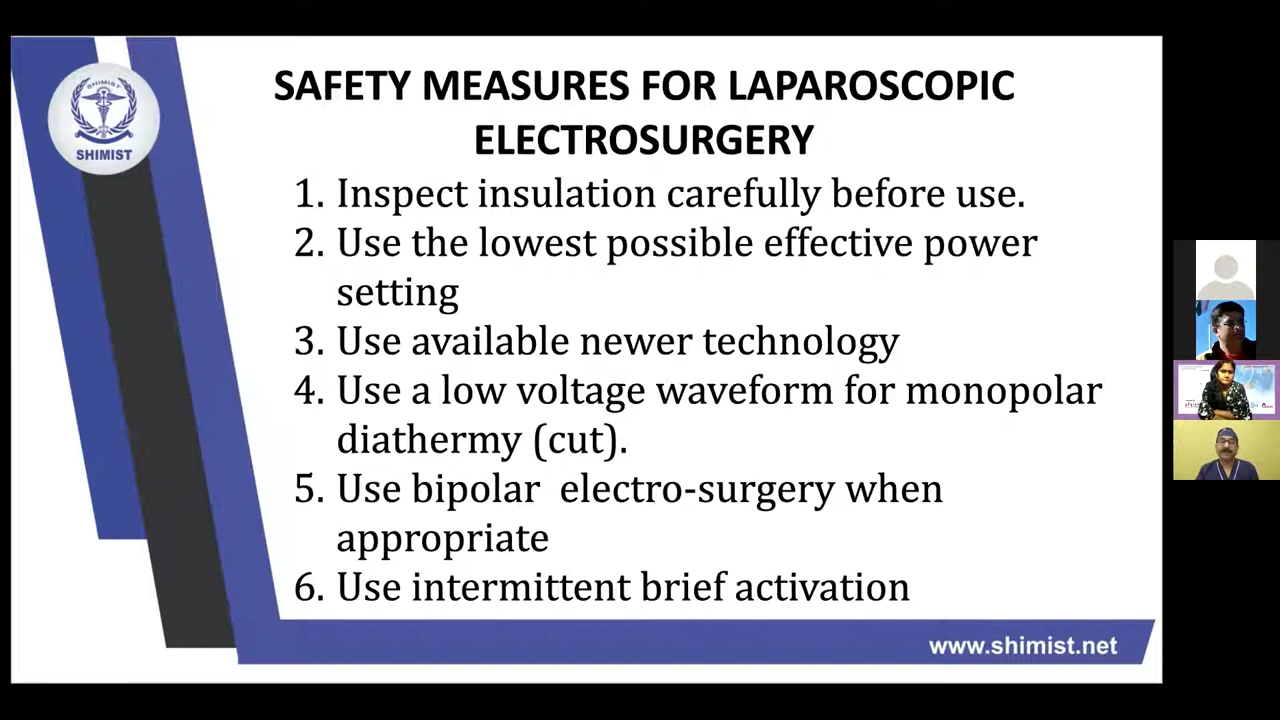 SHIMIST
SHIMIST
SAFETY MEASURES FOR LAPAROSCOPIC
ELECTROSURGERY
1. Inspect insulation carefully before use.
2. Use the lowest possible effective power
setting
3. Use available newer technology
4. Use a low voltage waveform for monopolar
diathermy (cut).
5. Use bipolar  electro-surgery when
appropriate
6. Use intermittent brief activation
www.shimist.net